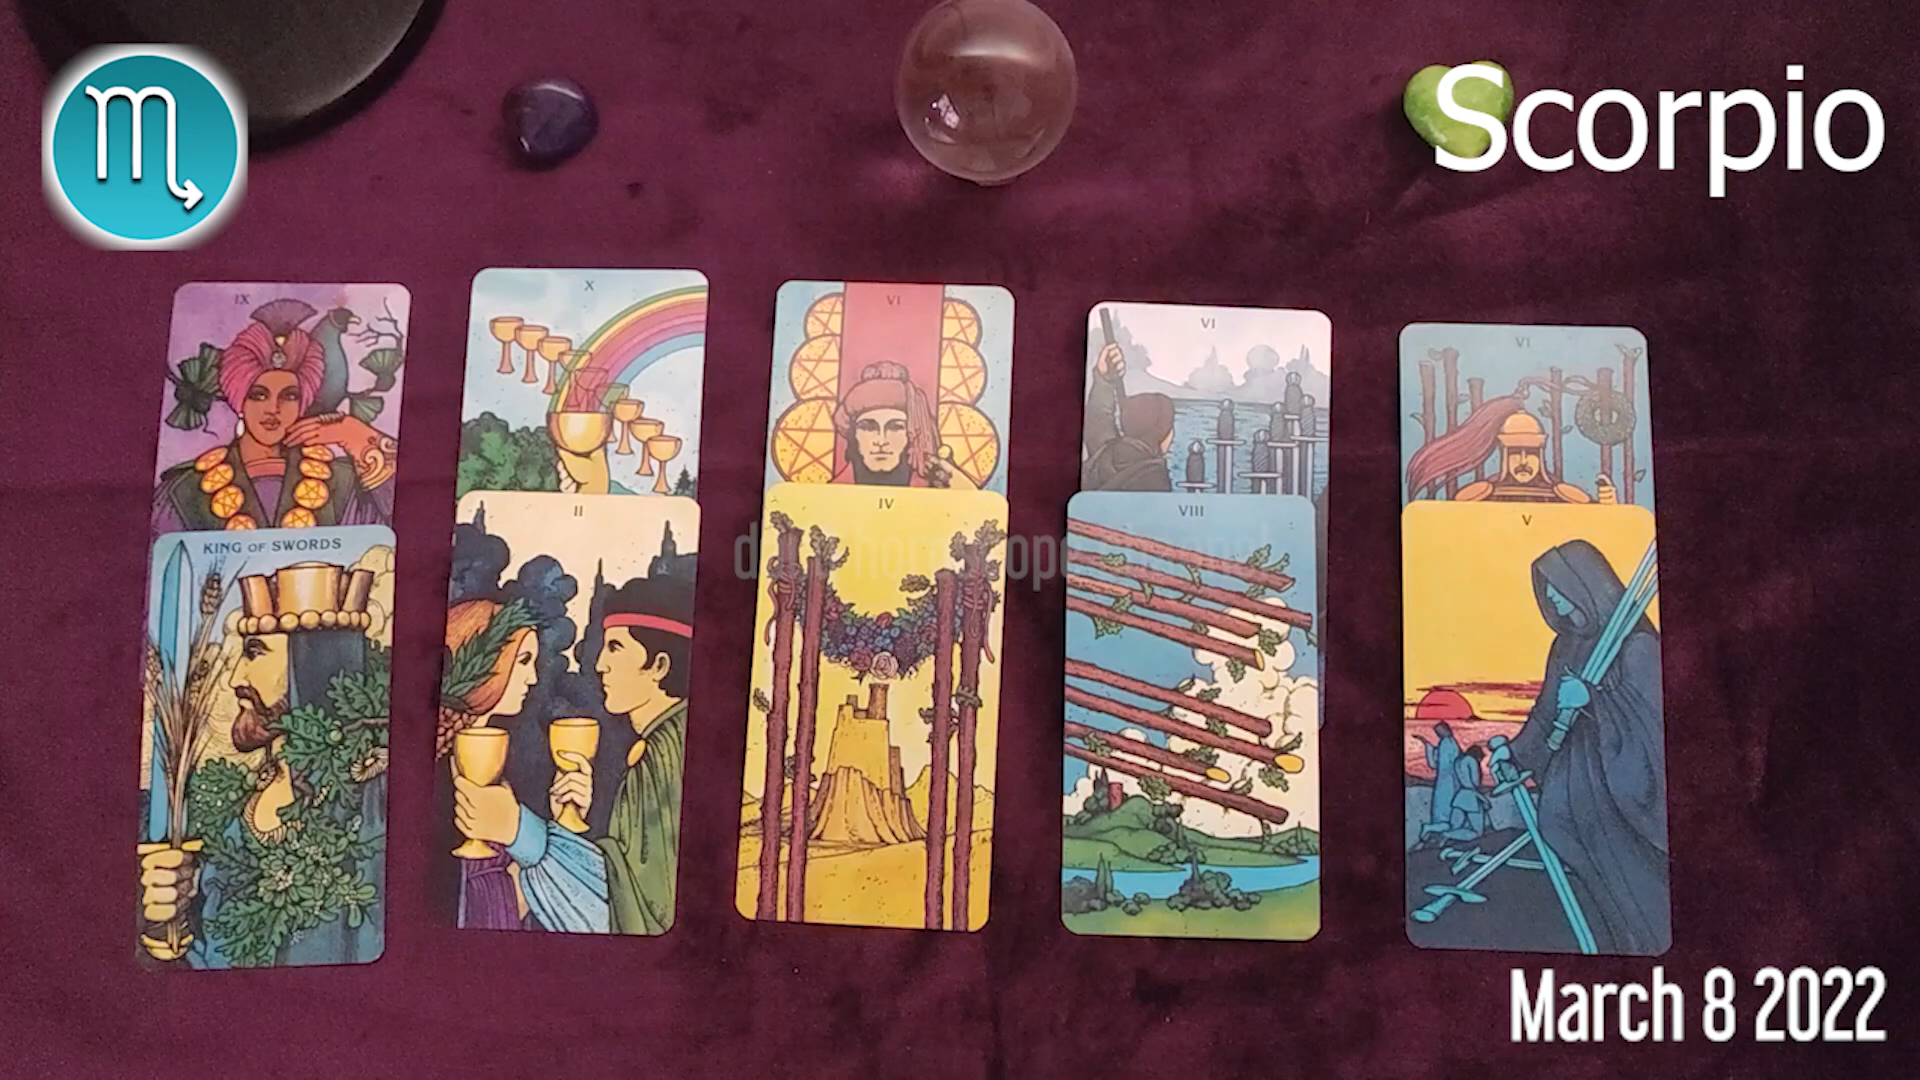 Scorpio
IX
X
VI
VI
VI
KING OF SWORDS
II
IV
VIII
V
March 8 2022